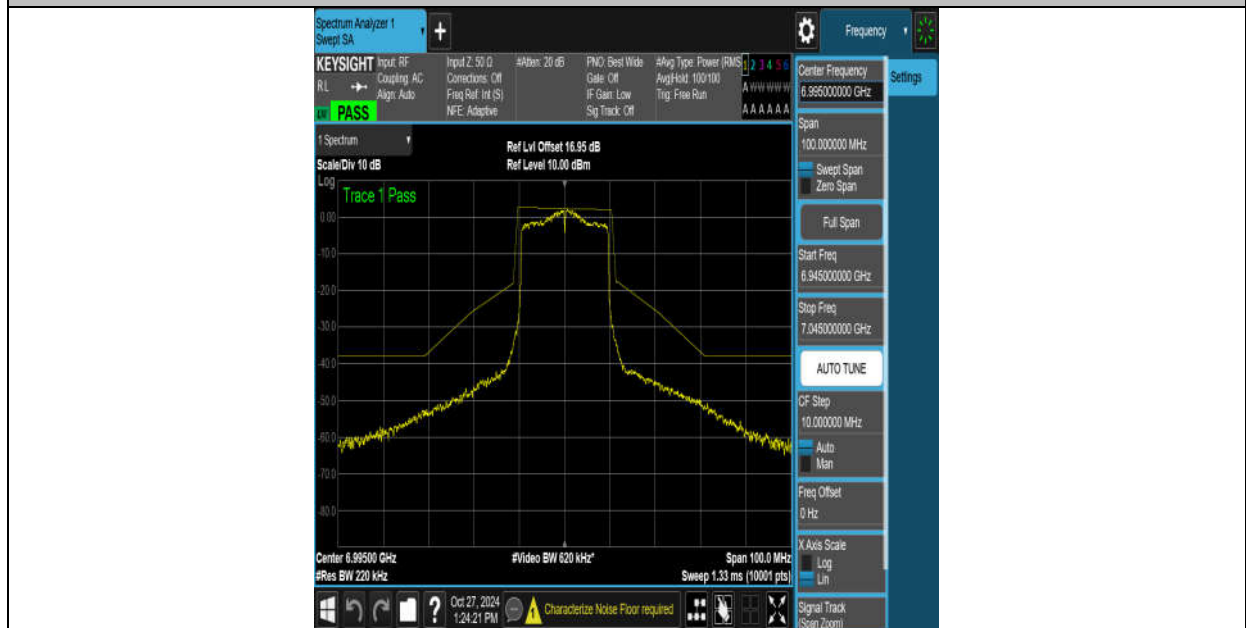 Spectrum Analyzer 1
Swept SA
Frequency
KEYSIGHT
RL
PASS
Input: RF
Coupling: AC
Align: Auto
Input Z: 50 Ω
Corrections: Off
Freq Ref: Int (S)
NFE: Adaptive
#Atten: 20 dB
PNO: Best Wide
Gate: Off
IF Gain: Low
Sig Track: Off
#Avg Type: Power (RMS
Avg|Hold: 100/100
Trig: Free Run
1 2 3 4 5 6
A W W W W W
A A A A A A
1 Spectrum
Scale/Div 10 dB
Ref Lvl Offset 16.95 dB
Ref Level 10.00 dBm
Log
Trace 1 Pass
0.00
-10.0
-20.0
-30.0
-40.0
-50.0
-60.0
-70.0
-80.0
Center 6.99500 GHz
#Res BW 220 kHz
#Video BW 620 kHz*
Span 100.0 MHz
Sweep 1.33 ms (10001 pts)
Oct 27, 2024
1:24:21 PM
Characterize Noise Floor required
Center Frequency
6.995000000 GHz
Settings
Span
100.000000 MHz
Swept Span
Zero Span
Full Span
Start Freq
6.945000000 GHz
Stop Freq
7.045000000 GHz
AUTO TUNE
CF Step
10.000000 MHz
Auto
Man
Freq Offset
0 Hz
X Axis Scale
Log
Lin
Signal Track
(Span Zoom)